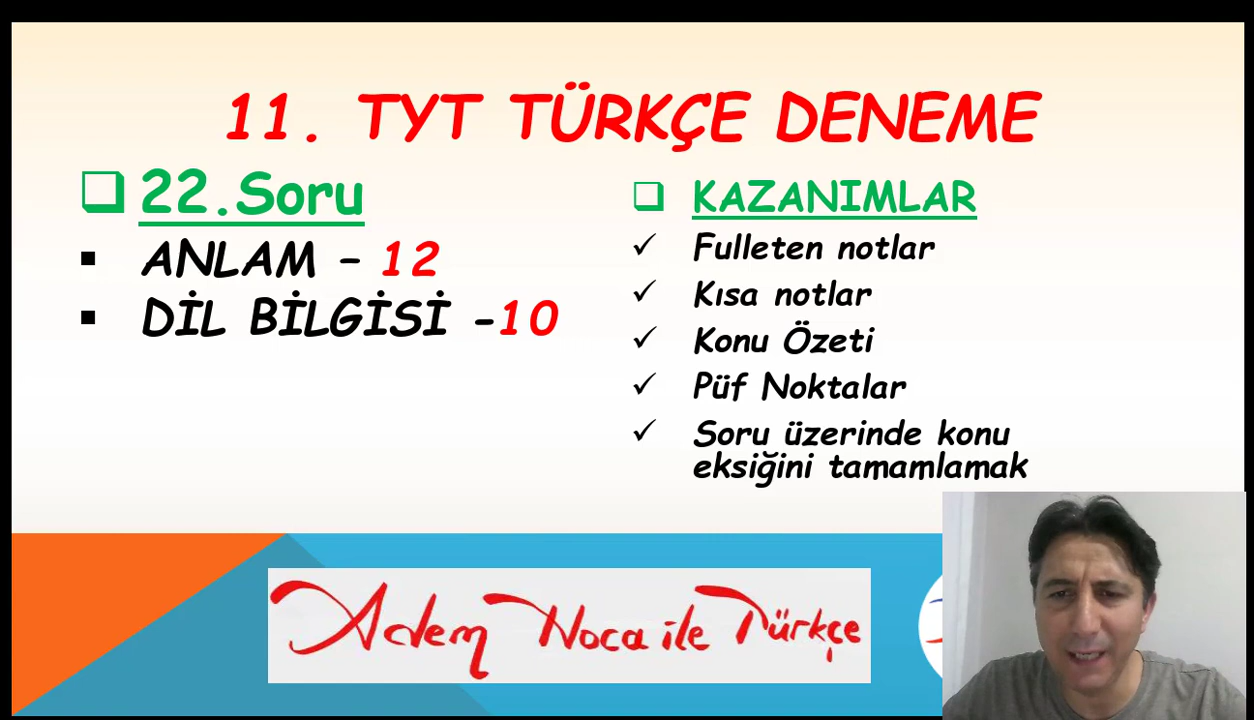 11. TYT TÜRKÇE DENEME
22.Soru
ANLAM – 12
DİL BİLGİSİ -10
KAZANIMLAR
Fulleten notlar
Kısa notlar
Konu Özeti
Püf Noktalar
Soru üzerinde konu
eksiğini tamamlamak
Adem Hoca ile Türkçe